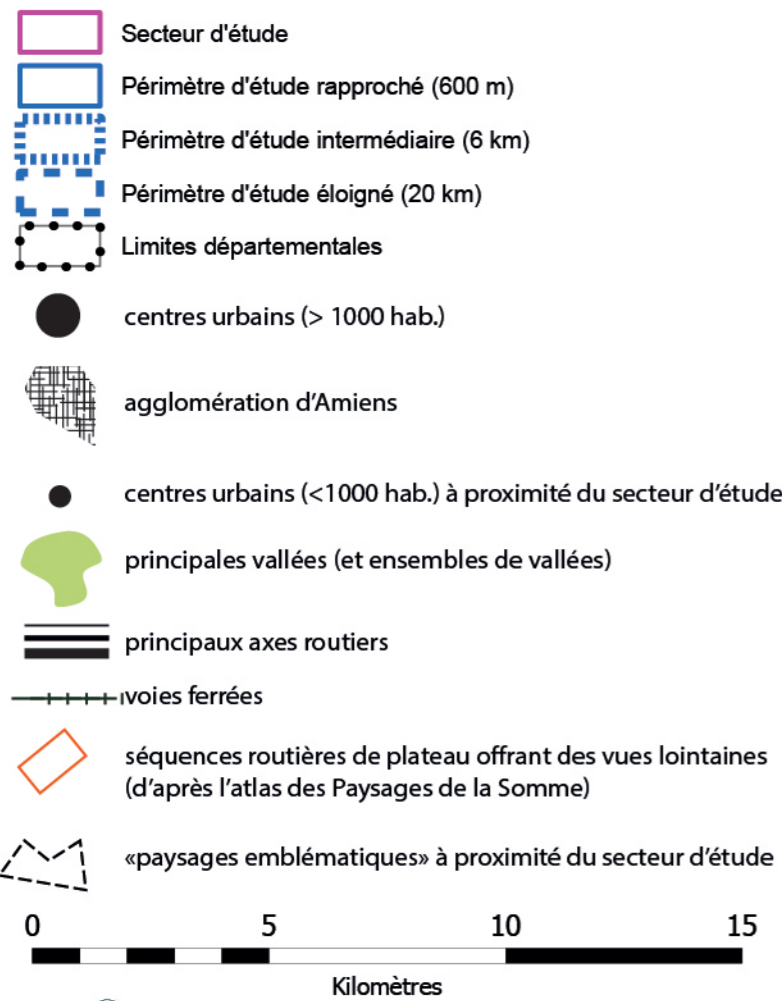 Secteur d'étude
Périmètre d'étude rapproché (600 m)
Périmètre d'étude intermédiaire (6 km)
Périmètre d'étude éloigné (20 km)
Limites départementales
centres urbains (> 1000 hab.)
agglomération d’Amiens
centres urbains (<1000 hab.) à proximité du secteur d’étude
principales vallées (et ensembles de vallées)
principaux axes routiers
voies ferrées
séquences routières de plateau offrant des vues lointaines
(d’après l’atlas des Paysages de la Somme)
«paysages emblématiques» à proximité du secteur d’étude
0 5 10 15
Kilomètres